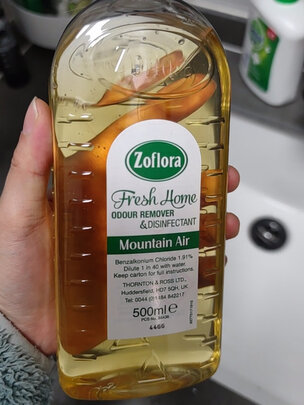 Zoflora
Fresh Home
ODOUR REMOVER
& DISINFECTANT
Mountain Air
Benzalkonium Chloride 1.91%
Dilute 1 in 40 with water.
Keep carton for full instructions.
THORNTON & ROSS LTD.,
Huddersfield, HD7 5QH, UK.
Tel: 0044 (0)1484 842217
500ml e
4466